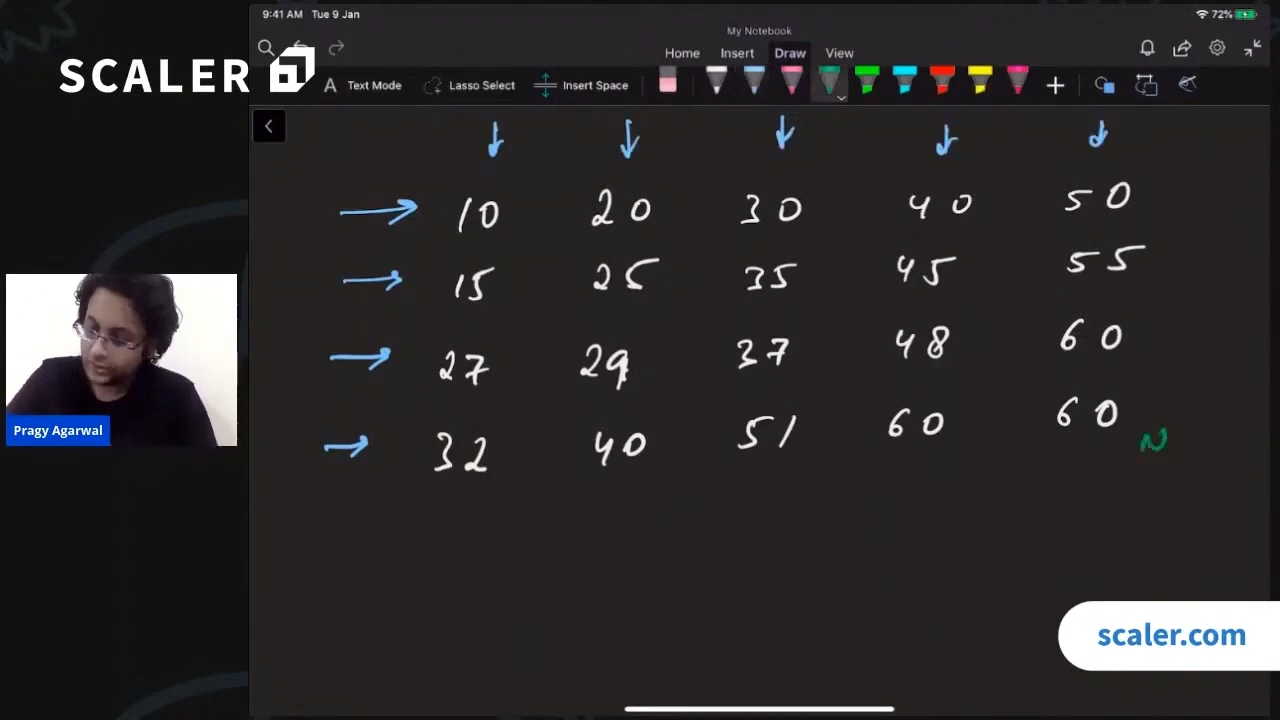 9:41 AM Tue 9 Jan
72%
My Notebook
Home Insert Draw View
SCALER
A Text Mode Lasso Select Insert Space
10 20 30 40 50
15 25 35 45 55
27 29 37 48 60
32 40 51 60 60
N
Pragy Agarwal
scaler.com